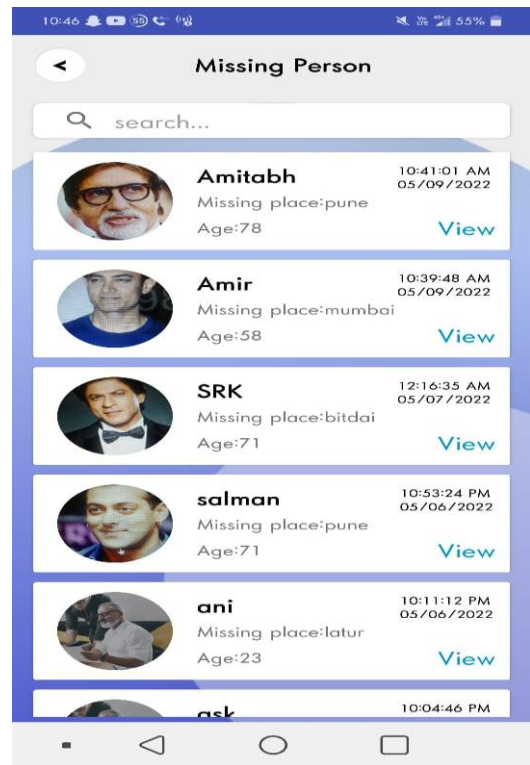 10:46 55 55%
Missing Person
search...
Amitabh 10:41:01 AM
05/09/2022
Missing place:pune
Age:78 View
Amir 10:39:48 AM
05/09/2022
Missing place:mumbai
Age:58 View
SRK 12:16:35 AM
05/07/2022
Missing place:bitdai
Age:71 View
salman 10:53:24 PM
05/06/2022
Missing place:pune
Age:71 View
ani 10:11:12 PM
05/06/2022
Missing place:latur
Age:23 View
ask 10:04:46 PM